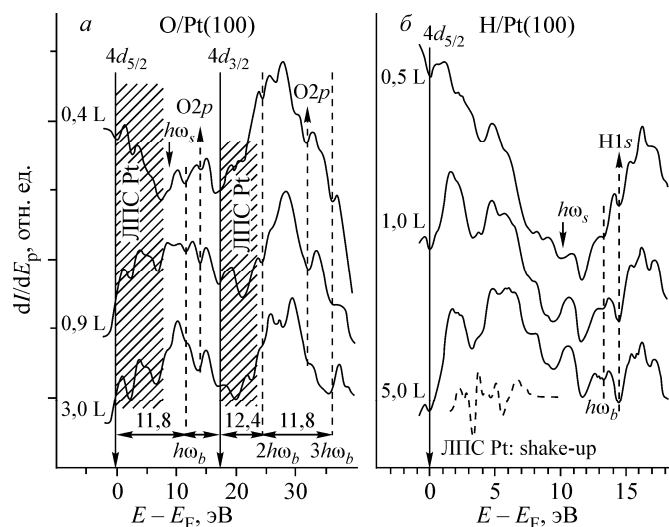 а O/Pt(100) б H/Pt(100)
4d5/2 4d3/2 4d5/2
0,4 L O2p O2p 0,5 L
hωs H1s
ЛПС Pt ЛПС Pt
1,0 L hωs
dI/dEp, отн. ед.
0,9 L
3,0 L 5,0 L
11,8 12,4 11,8 hωb
hωb 2hωb 3hωb ЛПС Pt: shake-up
0 10 20 30 0 5 10 15
E – EF, эВ E – EF, эВ